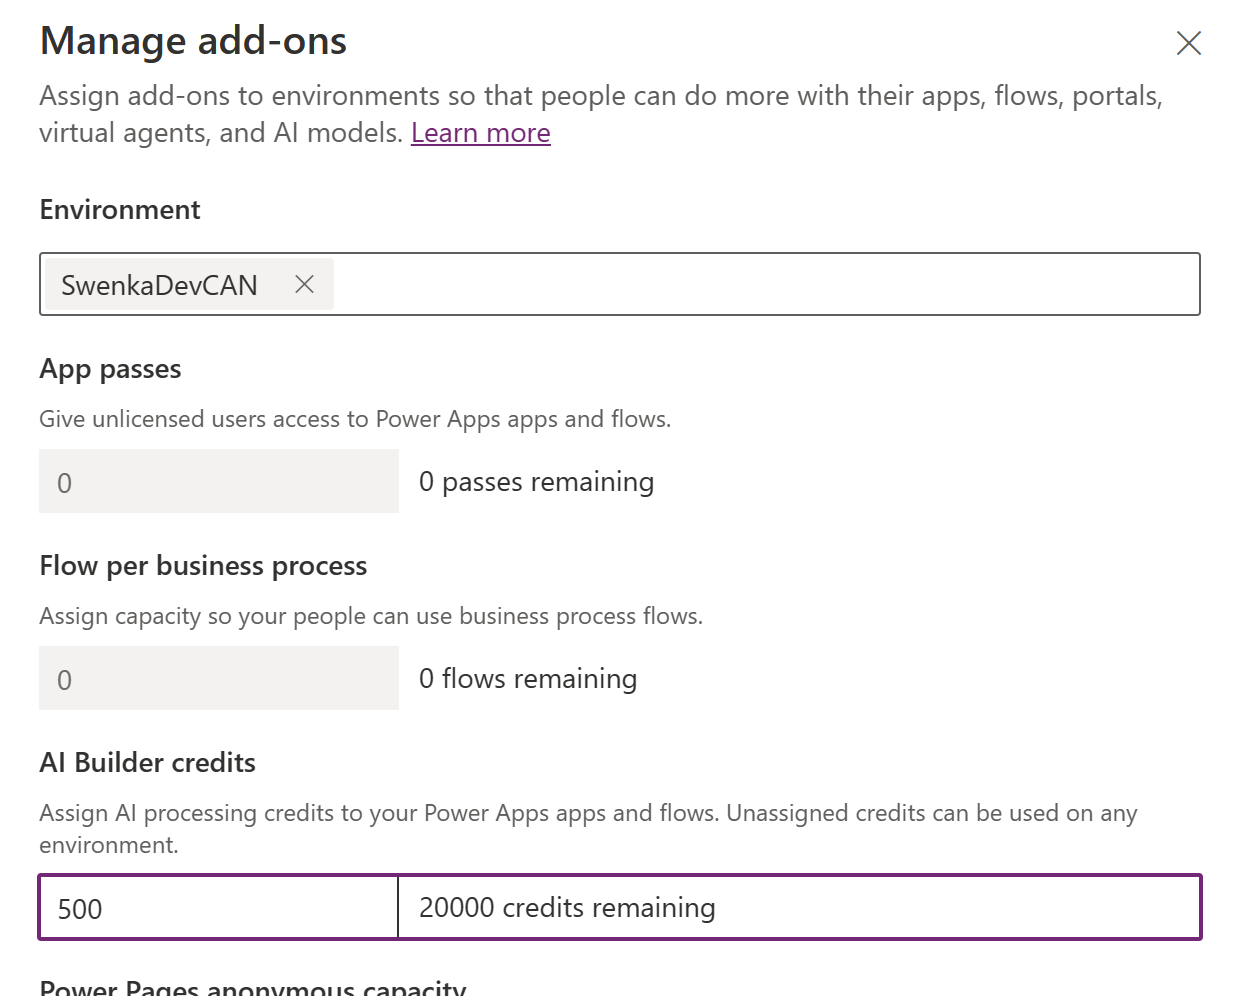 Manage add-ons
Assign add-ons to environments so that people can do more with their apps, flows, portals,
virtual agents, and AI models. Learn more
Environment
SwenkaDevCAN
App passes
Give unlicensed users access to Power Apps apps and flows.
0
0 passes remaining
Flow per business process
Assign capacity so your people can use business process flows.
0
0 flows remaining
AI Builder credits
Assign AI processing credits to your Power Apps apps and flows. Unassigned credits can be used on any
environment.
500
20000 credits remaining
Power Pages anonymous capacity